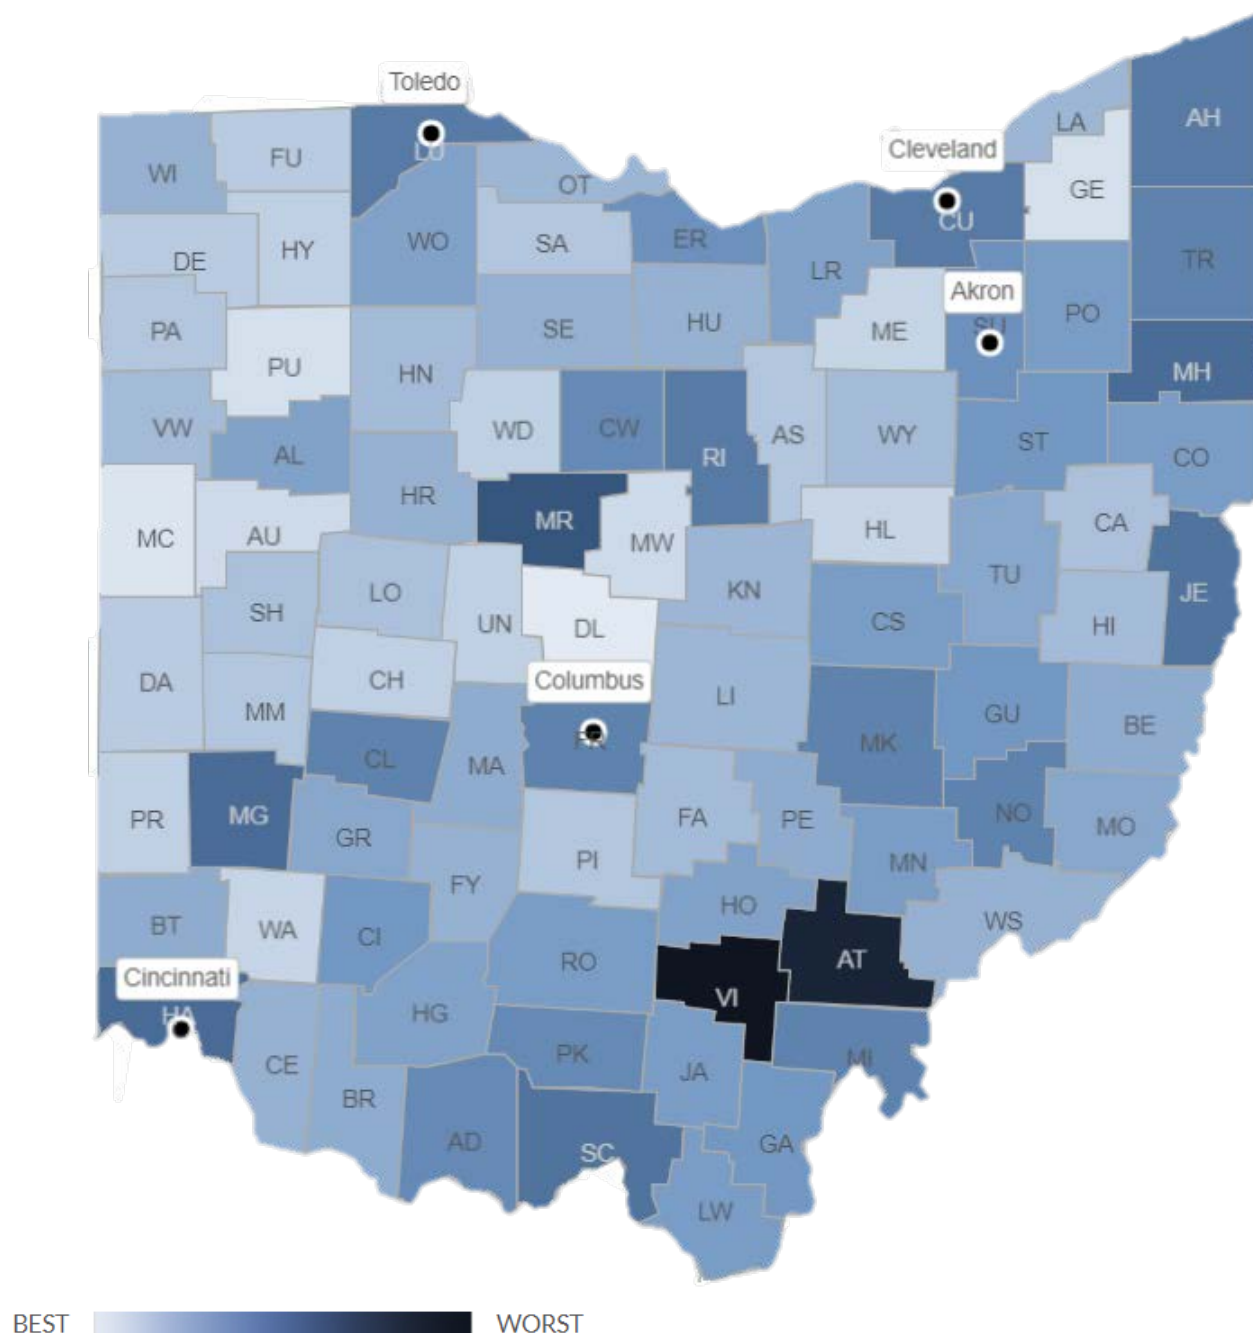 Toledo
LU
AH
LA
Cleveland
FU
WI
OT
GE
CU
WO
ER
SA
HY
DE
LR
TR
Akron
PO
SU
HU
SE
ME
PA
PU
MH
HN
VW
WD
CW
AS
WY
ST
AL
RI
CO
HR
MR
CA
HL
AU
MC
MW
TU
KN
LO
JE
SH
UN
DL
CS
HI
Columbus
CH
DA
LI
MM
GU
BE
FR
MK
CL
MA
PR
MG
FA
PE
NO
MO
GR
PI
MN
FY
HO
BT
WA
CI
WS
AT
RO
Cincinnati
VI
HA
HG
PK
MI
CE
JA
BR
AD
GA
SC
LW
BEST
WORST